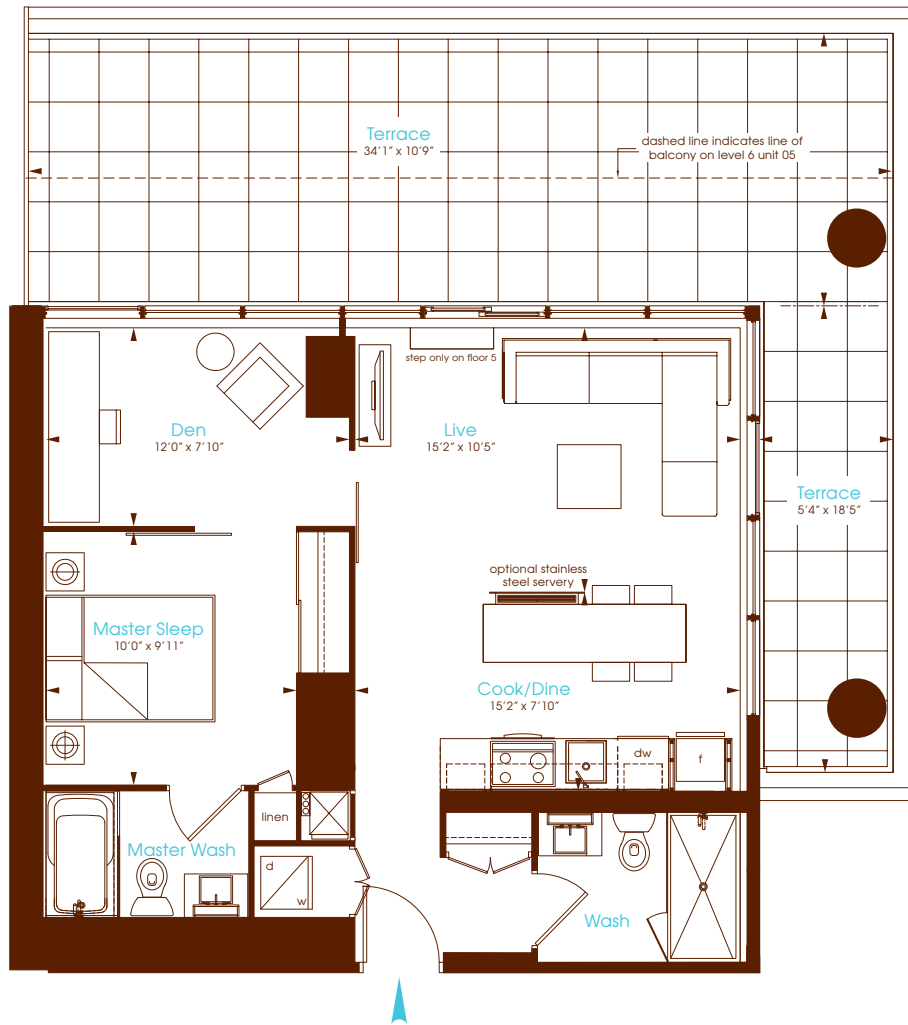 Terrace
34'1" x 10'9"
dashed line indicates line of
balcony on level 6 unit 05
step only on floor 5
Den
12'0" x 7'10"
Live
15'2" x 10'5"
Terrace
5'4" x 18'5"
optional stainless
steel servery
Master Sleep
10'0" x 9'11"
Cook/Dine
15'2" x 7'10"
dw
f
linen
Master Wash
d
w
Wash